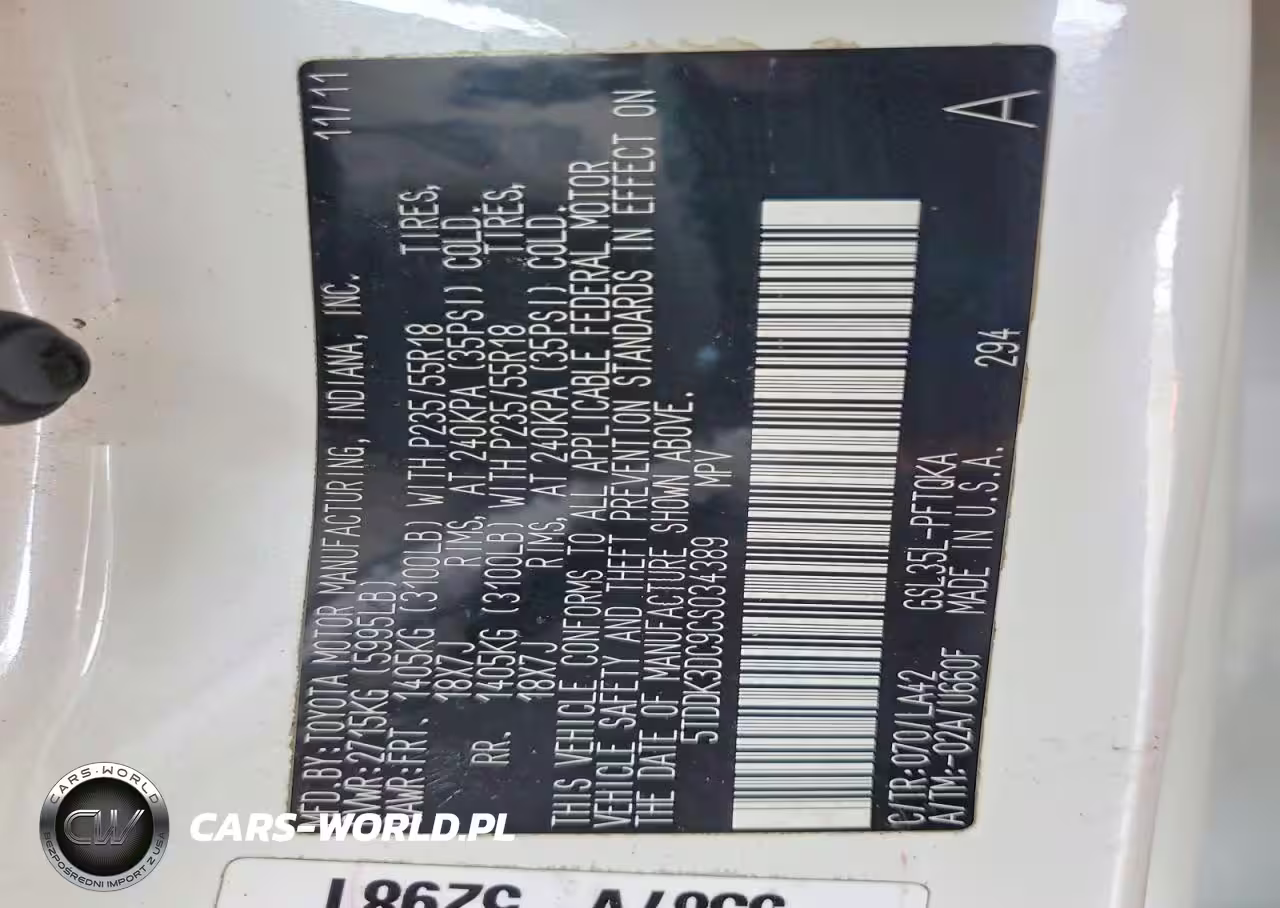 MFD.BY:TOYOTA MOTOR MANUFACTURING, INDIANA, INC. 11/11
GVWR:2715KG (5995LB)
GAWR:FRT. 1405KG (3100LB) WITH P235/55R18 TIRES,
18X7J RIMS, AT 240KPA (35PSI) COLD.
RR. 1405KG (3100LB) WITH P235/55R18 TIRES,
18X7J RIMS, AT 240KPA (35PSI) COLD.
THIS VEHICLE CONFORMS TO ALL APPLICABLE FEDERAL MOTOR
VEHICLE SAFETY AND THEFT PREVENTION STANDARDS IN EFFECT ON
THE DATE OF MANUFACTURE SHOWN ABOVE.
5TDDK3DC9CS034389 MPV
C/TR:070/LA42 GSL35L-PFTQKA
A/TM:-02A/U660F MADE IN U.S.A. 294
A
CARS-WORLD
CW
BEZPOŚREDNI IMPORT Z USA
CARS-WORLD.PL